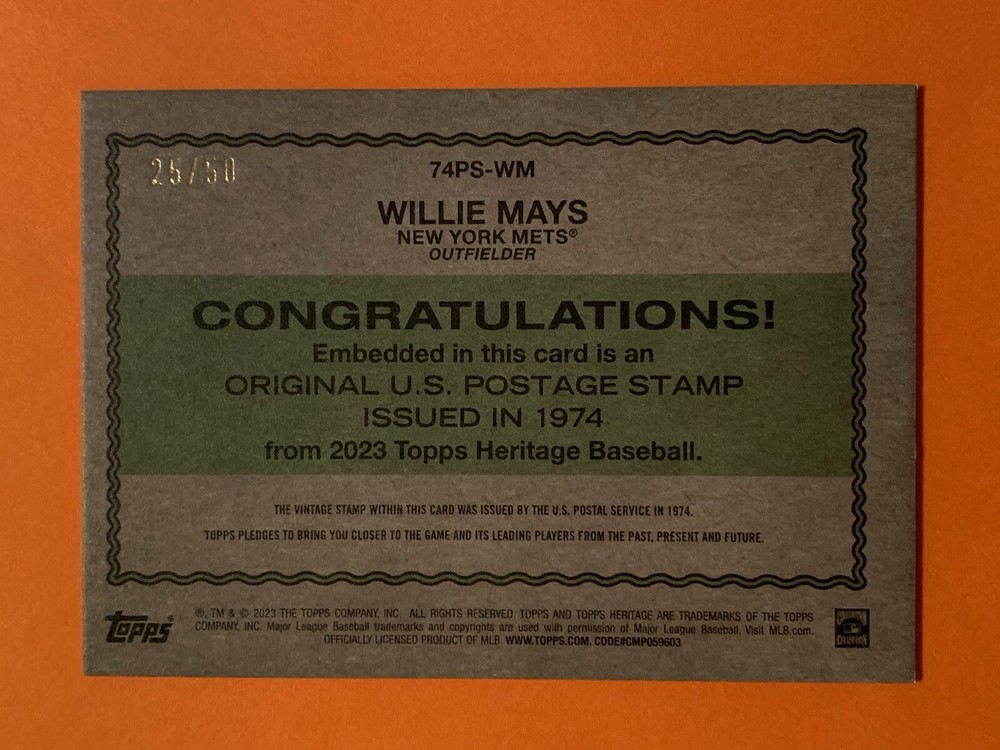 25/50
74PS-WM
WILLIE MAYS
NEW YORK METS®
OUTFIELDER
CONGRATULATIONS!
Embedded in this card is an
ORIGINAL U.S. POSTAGE STAMP
ISSUED IN 1974
from 2023 Topps Heritage Baseball.
THE VINTAGE STAMP WITHIN THIS CARD WAS ISSUED BY THE U.S. POSTAL SERVICE IN 1974.
TOPPS PLEDGES TO BRING YOU CLOSER TO THE GAME AND ITS LEADING PLAYERS FROM THE PAST, PRESENT AND FUTURE.
topps®
®, TM & © 2023 THE TOPPS COMPANY, INC. ALL RIGHTS RESERVED. TOPPS AND TOPPS HERITAGE ARE TRADEMARKS OF THE TOPPS
COMPANY, INC. Major League Baseball trademarks and copyrights are used with permission of Major League Baseball. Visit MLB.com.
OFFICIALLY LICENSED PRODUCT OF MLB. WWW.TOPPS.COM. CODE#CMP059603